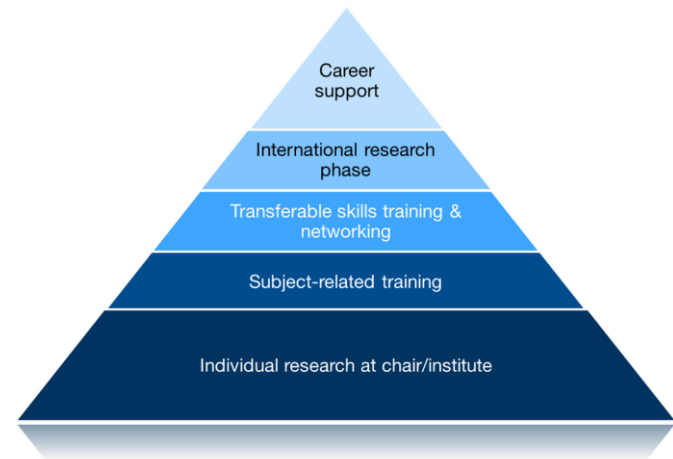 Career
support
International research
phase
Transferable skills training &
networking
Subject-related training
Individual research at chair/institute